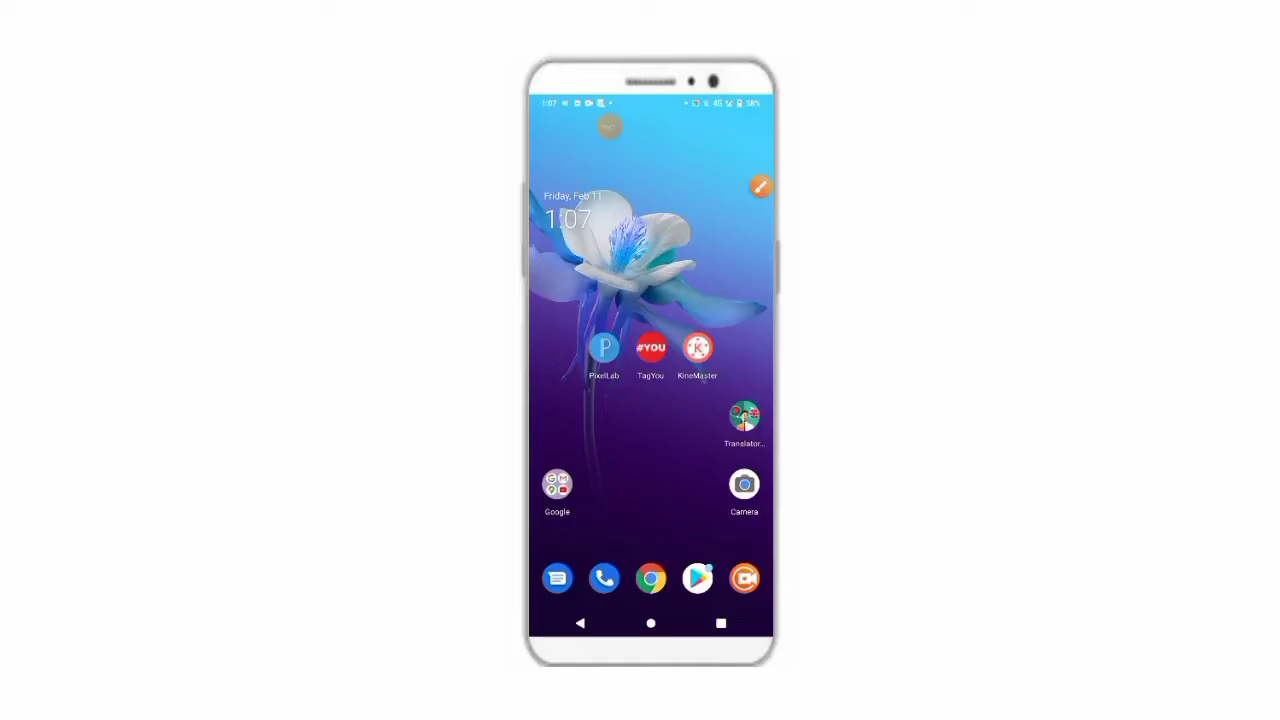 1:07
4G
58%
Friday, Feb 11
1:07
#YOU
PixelLab
TagYou
KineMaster
Translator...
Google
Camera